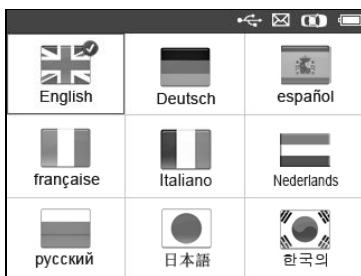 English
Deutsch
español
française
Italiano
Nederlands
русский
日本語
한국의